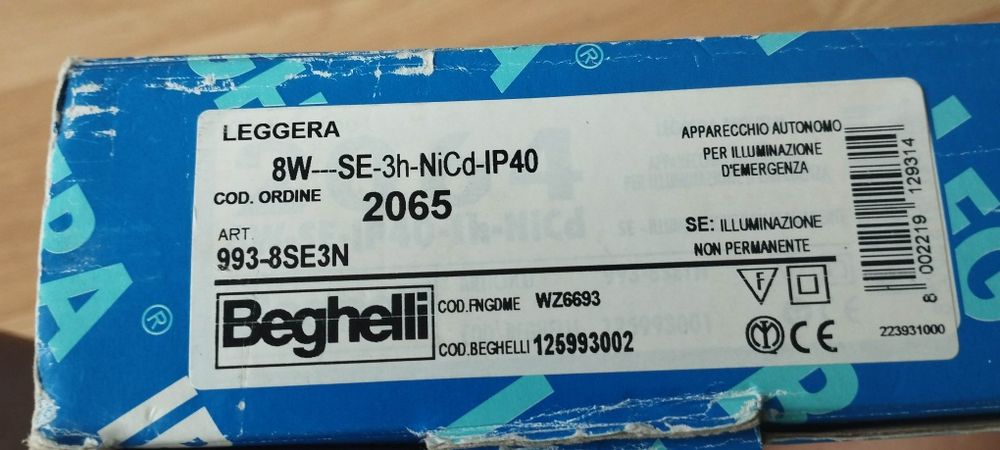 LEGGERA
8W---SE-3h-NiCd-IP40
COD. ORDINE 2065
ART.
993-8SE3N
APPARECCHIO AUTONOMO
PER ILLUMINAZIONE
D'EMERGENZA
SE: ILLUMINAZIONE
NON PERMANENTE
Beghelli
COD.FNGDME WZ6693
COD.BEGHELLI 125993002
F
CE
8 002219 129314
223931000